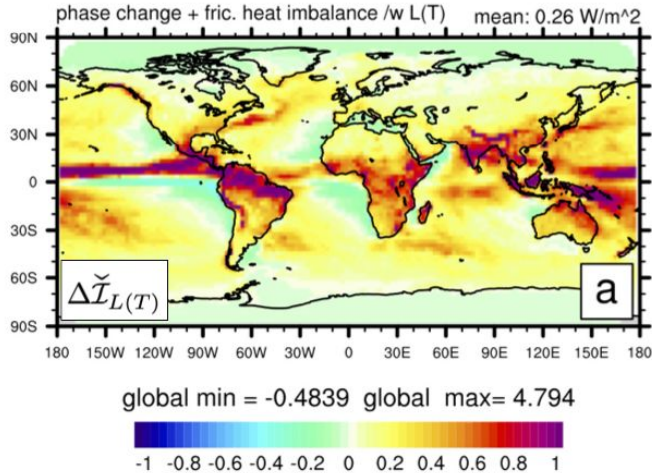 phase change + fric. heat imbalance /w L(T) mean: 0.26 W/m^2
90N
60N
30N
0
30S
60S
90S
ΔǏ_L(T)
a
180 150W 120W 90W 60W 30W 0 30E 60E 90E 120E 150E 180
global min = -0.4839 global max= 4.794
-1 -0.8 -0.6 -0.4 -0.2 0 0.2 0.4 0.6 0.8 1